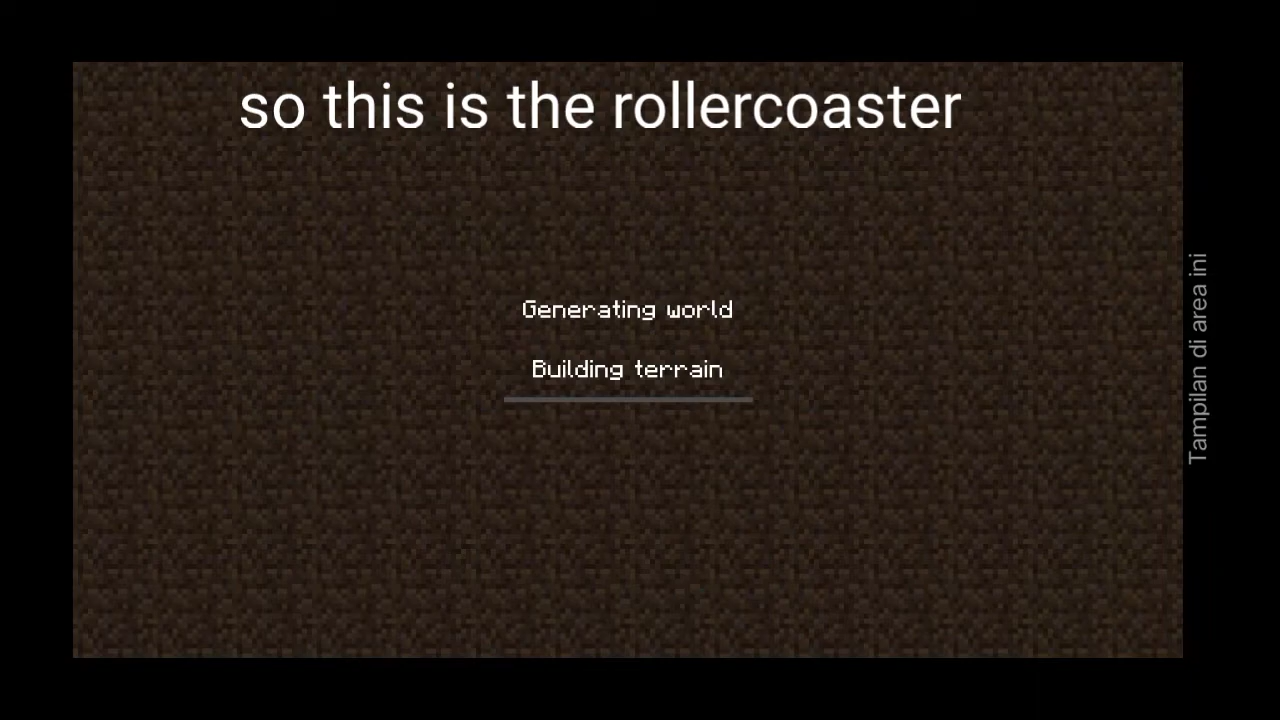 so this is the rollercoaster
Generating world
Building terrain
Tampilan di area ini